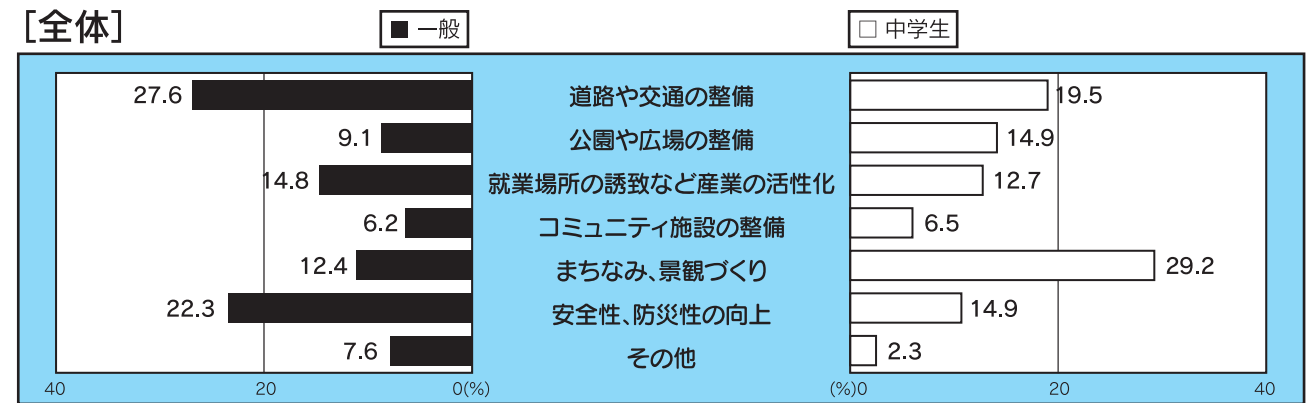 [全体]
■ 一般
□ 中学生
27.6 道路や交通の整備 19.5
9.1 公園や広場の整備 14.9
14.8 就業場所の誘致など産業の活性化 12.7
6.2 コミュニティ施設の整備 6.5
12.4 まちなみ、景観づくり 29.2
22.3 安全性、防災性の向上 14.9
7.6 その他 2.3
40 20 0(%) (%)0 20 40